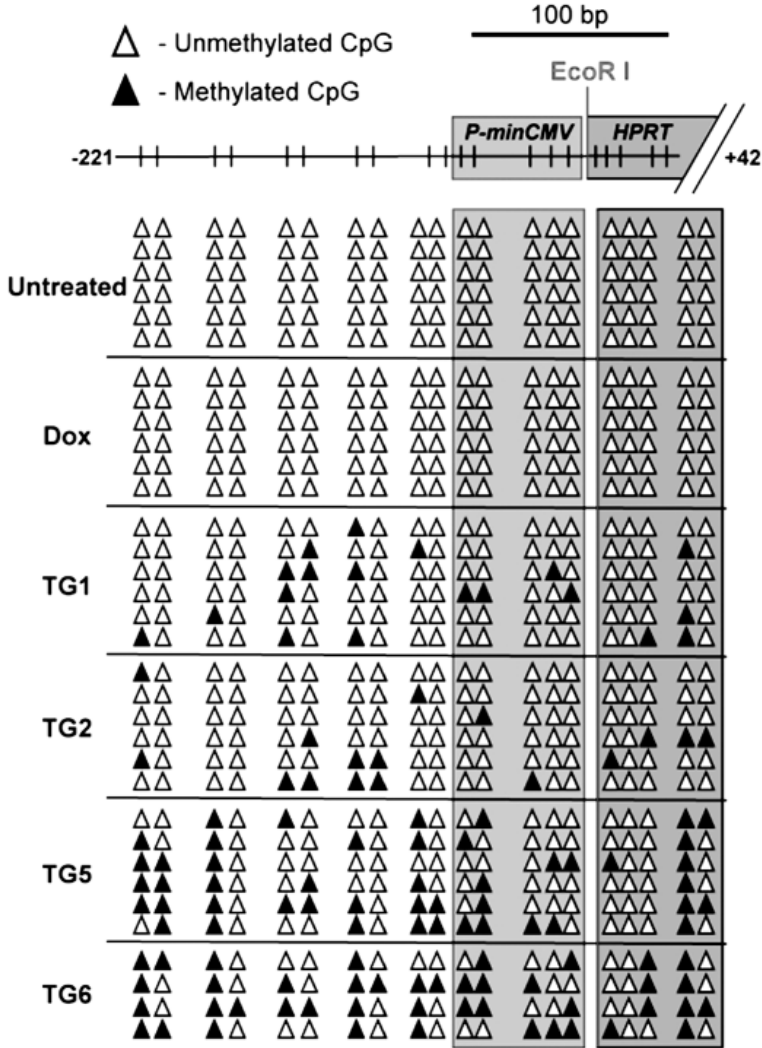 100 bp
- Unmethylated CpG
EcoR I
- Methylated CpG
P-minCMV HPRT
-221 +42
Untreated
Dox
TG1
TG2
TG5
TG6